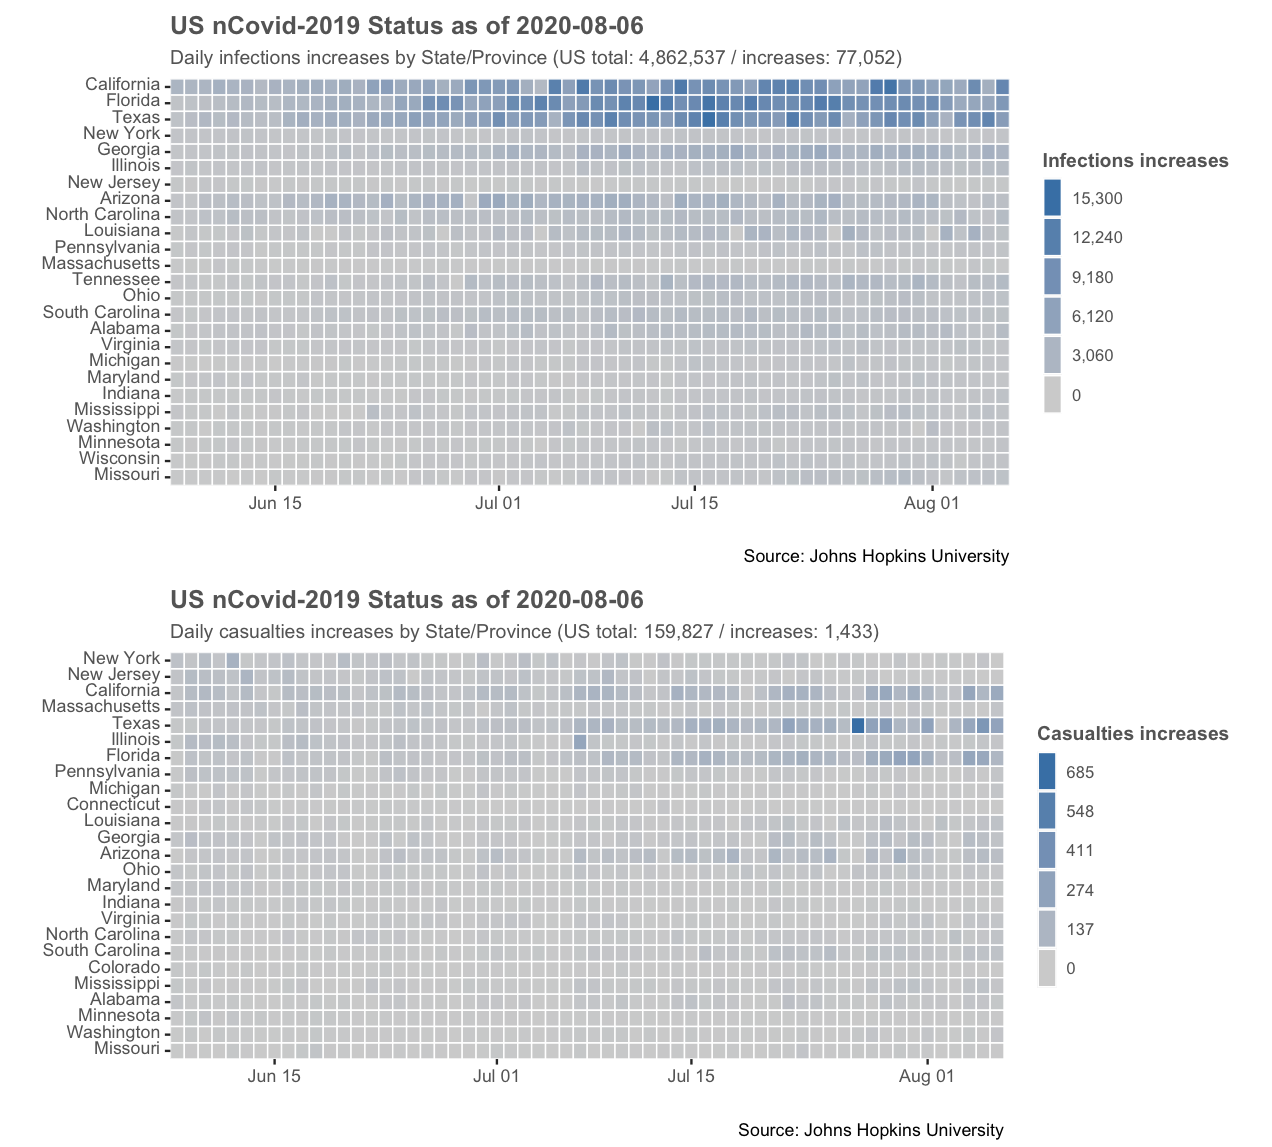 US nCovid-2019 Status as of 2020-08-06
Daily infections increases by State/Province (US total: 4,862,537 / increases: 77,052)
California
Florida
Texas
New York
Georgia
Illinois
New Jersey
Arizona
North Carolina
Louisiana
Pennsylvania
Massachusetts
Tennessee
Ohio
South Carolina
Alabama
Virginia
Michigan
Maryland
Indiana
Mississippi
Washington
Minnesota
Wisconsin
Missouri
Jun 15
Jul 01
Jul 15
Aug 01
Infections increases
15,300
12,240
9,180
6,120
3,060
0
Source: Johns Hopkins University
US nCovid-2019 Status as of 2020-08-06
Daily casualties increases by State/Province (US total: 159,827 / increases: 1,433)
New York
New Jersey
California
Massachusetts
Texas
Illinois
Florida
Pennsylvania
Michigan
Connecticut
Louisiana
Georgia
Arizona
Ohio
Maryland
Indiana
Virginia
North Carolina
South Carolina
Colorado
Mississippi
Alabama
Minnesota
Washington
Missouri
Jun 15
Jul 01
Jul 15
Aug 01
Casualties increases
685
548
411
274
137
0
Source: Johns Hopkins University